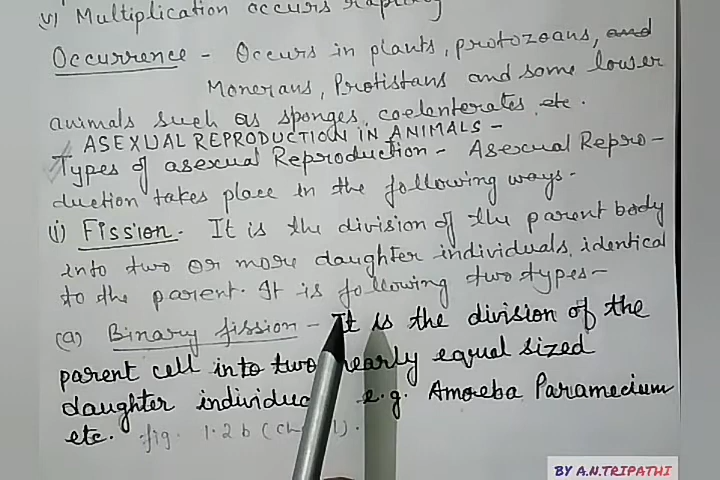 v) Multiplication occurs rapidly
Occurrence - Occurs in plants, protozoans, and
Monerans, Protistans and some lower
animals such as sponges, coelenterates, etc.
ASEXUAL REPRODUCTION IN ANIMALS -
Types of asexual Reproduction - Asexual Repro-
duction takes place in the following ways -
(i) Fission. It is the division of the parent body
into two or more daughter individuals, identical
to the parent. It is following two types -
(a) Binary fission - It is the division of the
parent cell into two nearly equal sized
daughter e.g. Amoeba Paramecium
etc. fig. 1.2 b
BY A.N.TRIPATHI